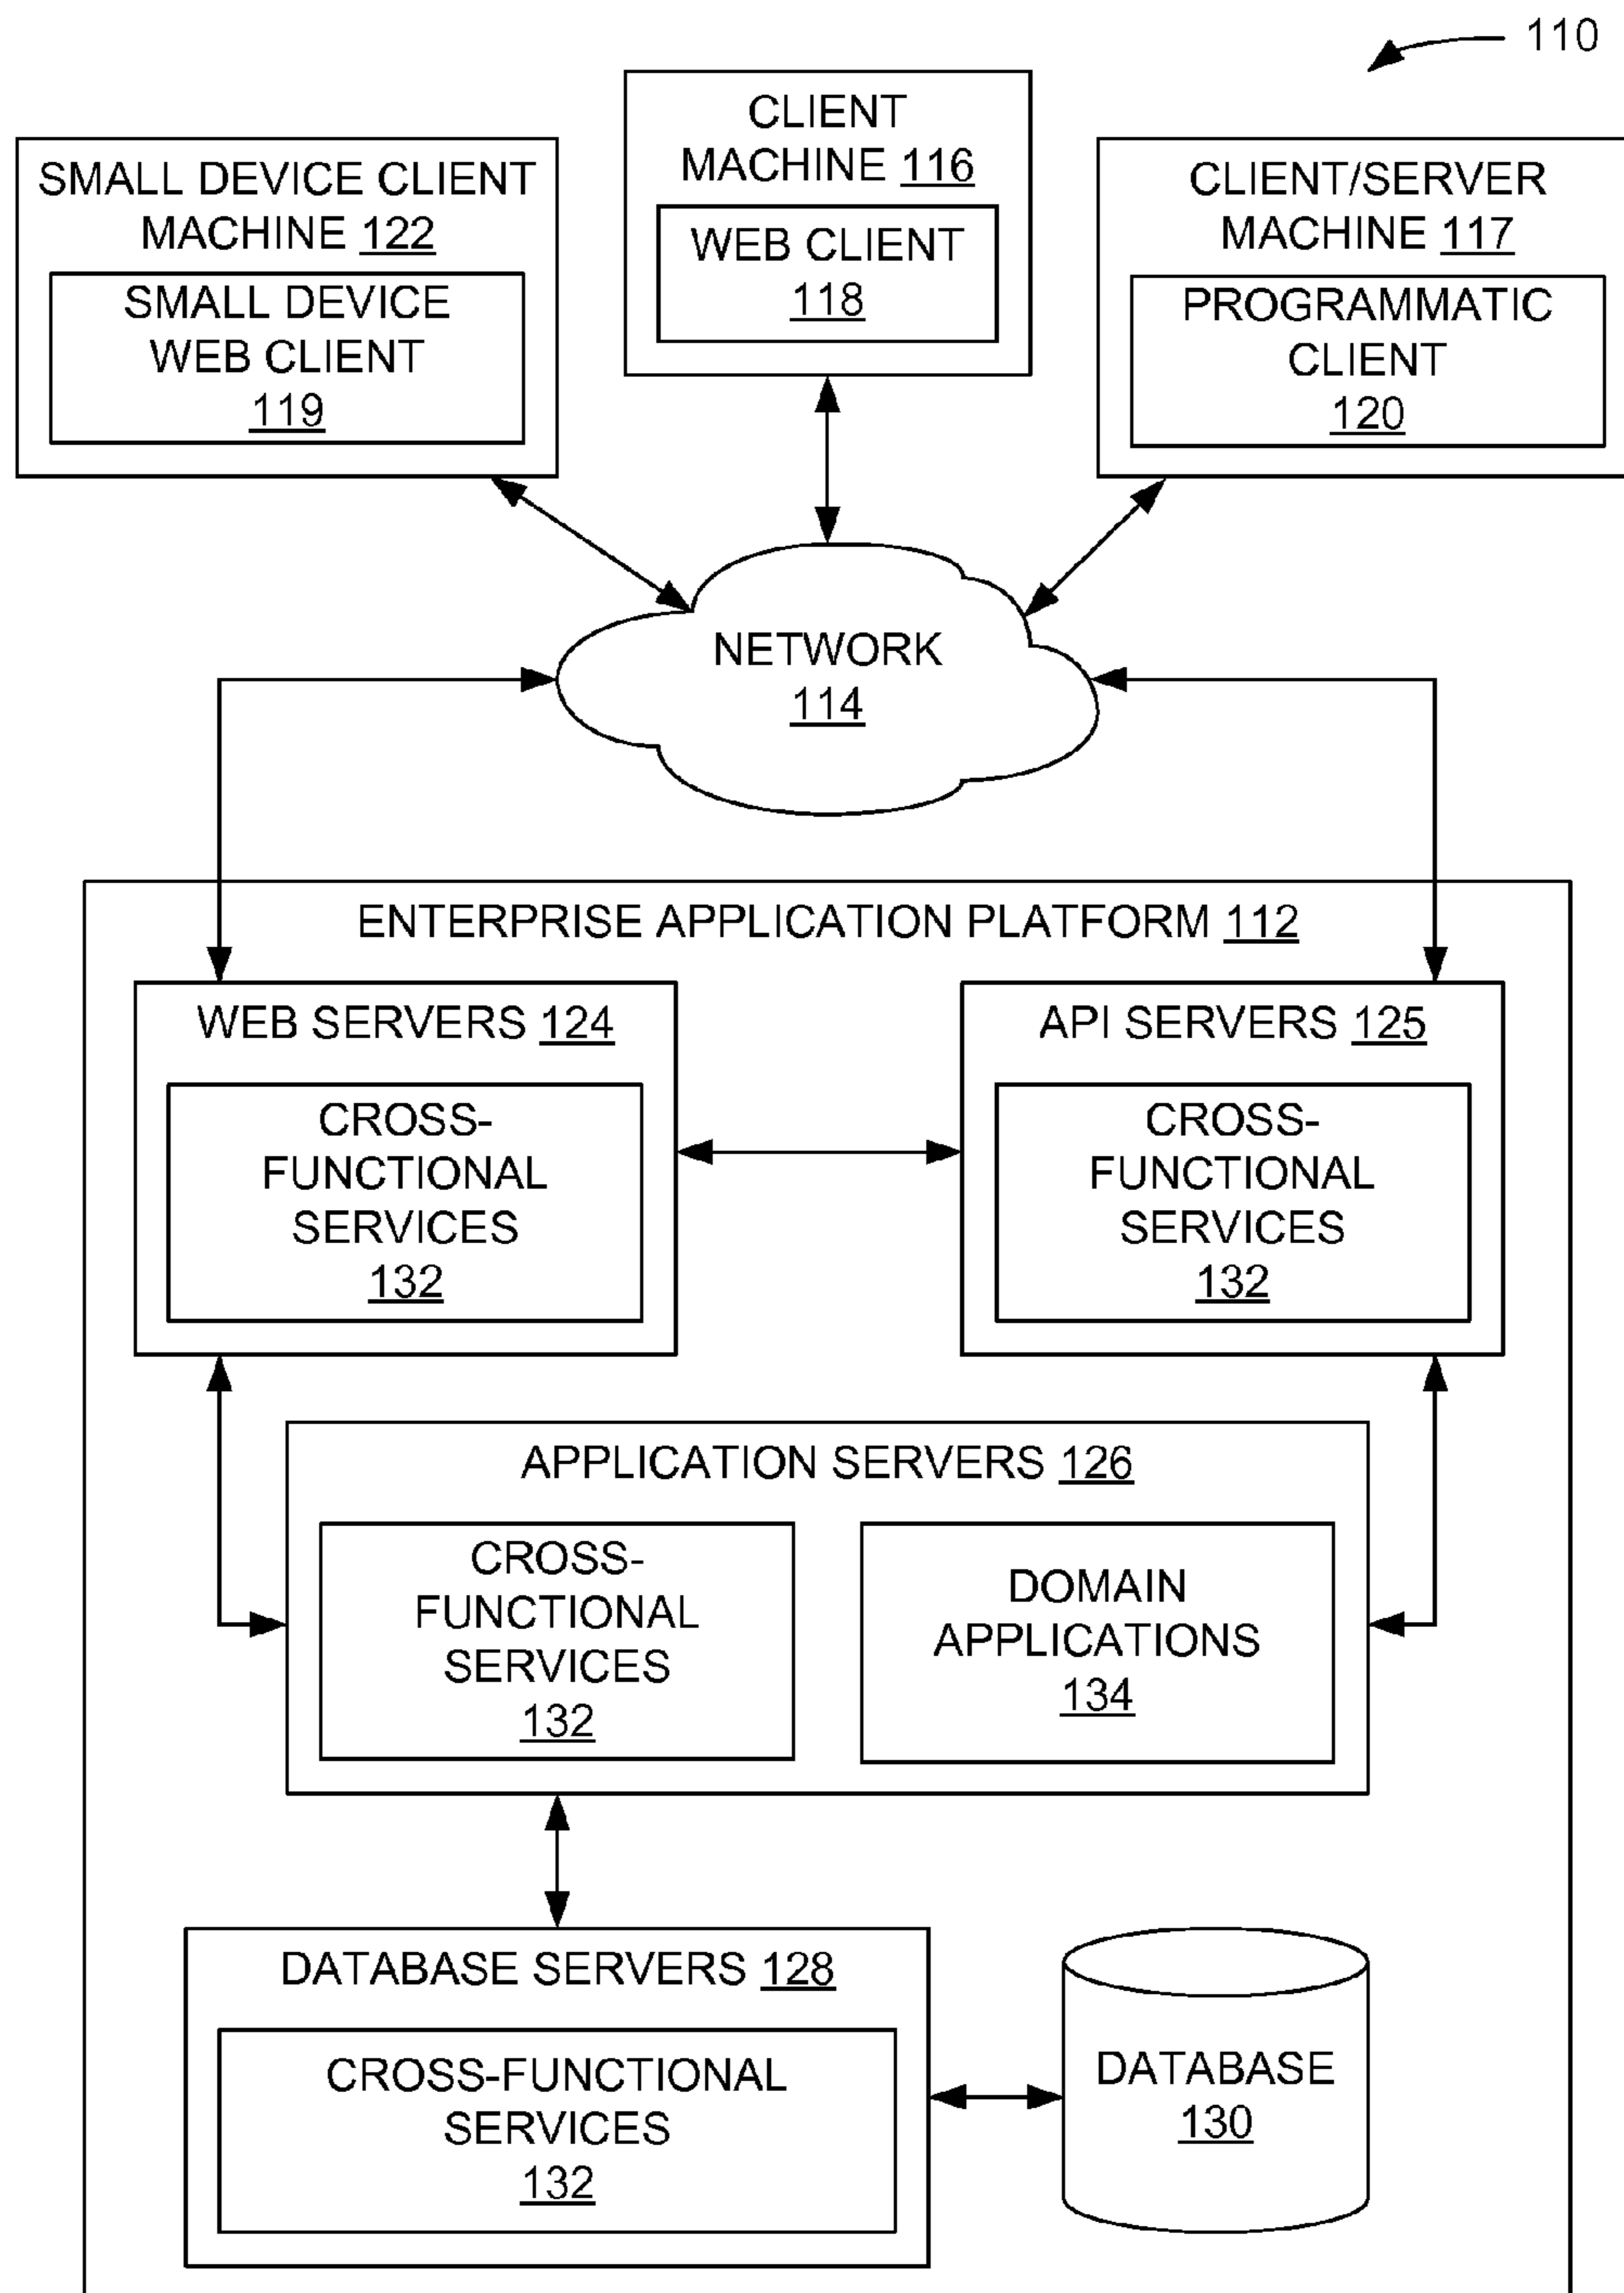 110
SMALL DEVICE CLIENT
MACHINE 122
SMALL DEVICE
WEB CLIENT
119
CLIENT
MACHINE 116
WEB CLIENT
118
CLIENT/SERVER
MACHINE 117
PROGRAMMATIC
CLIENT
120
NETWORK
114
ENTERPRISE APPLICATION PLATFORM 112
WEB SERVERS 124
CROSS-
FUNCTIONAL
SERVICES
132
API SERVERS 125
CROSS-
FUNCTIONAL
SERVICES
132
APPLICATION SERVERS 126
CROSS-
FUNCTIONAL
SERVICES
132
DOMAIN
APPLICATIONS
134
DATABASE SERVERS 128
CROSS-FUNCTIONAL
SERVICES
132
DATABASE
130